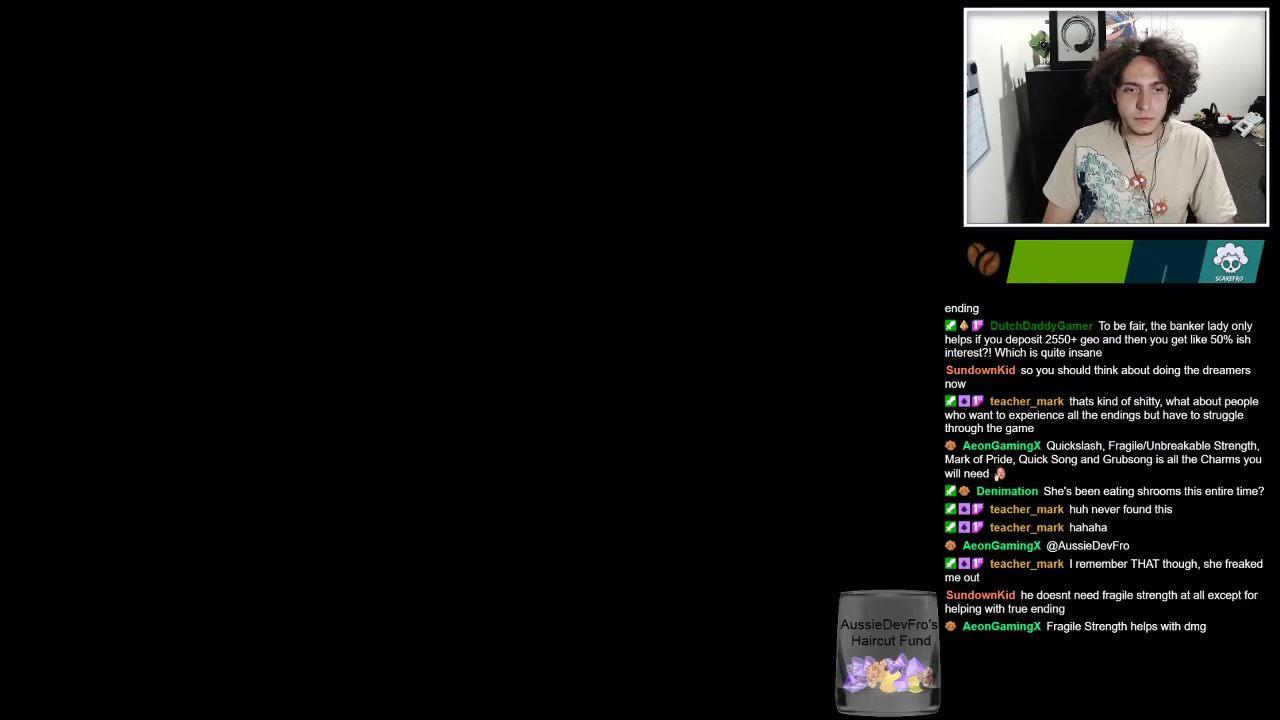 SCAREFRO
ending
DutchDaddyGamer To be fair, the banker lady only
helps if you deposit 2550+ geo and then you get like 50% ish
interest?! Which is quite insane
SundownKid so you should think about doing the dreamers
now
teacher_mark thats kind of shitty, what about people
who want to experience all the endings but have to struggle
through the game
AeonGamingX Quickslash, Fragile/Unbreakable Strength,
Mark of Pride, Quick Song and Grubsong is all the Charms you
will need
Denimation She's been eating shrooms this entire time?
teacher_mark huh never found this
teacher_mark hahaha
AeonGamingX @AussieDevFro
teacher_mark I remember THAT though, she freaked
me out
SundownKid he doesnt need fragile strength at all except for
helping with true ending
AeonGamingX Fragile Strength helps with dmg
AussieDevFro's
Haircut Fund